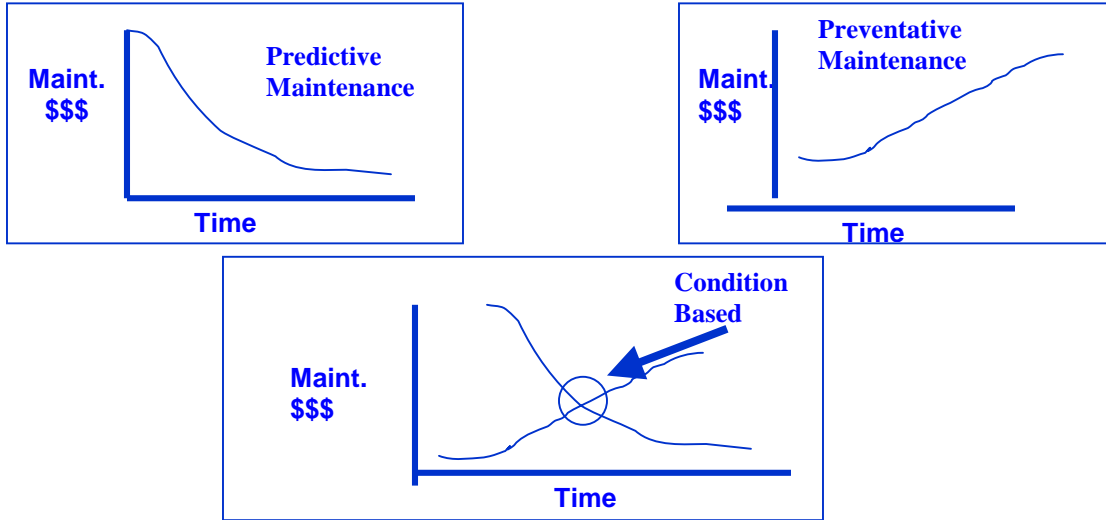 Predictive
Maintenance
Maint.
$$$
Time
Preventative
Maintenance
Maint.
$$$
Time
Condition
Based
Maint.
$$$
Time